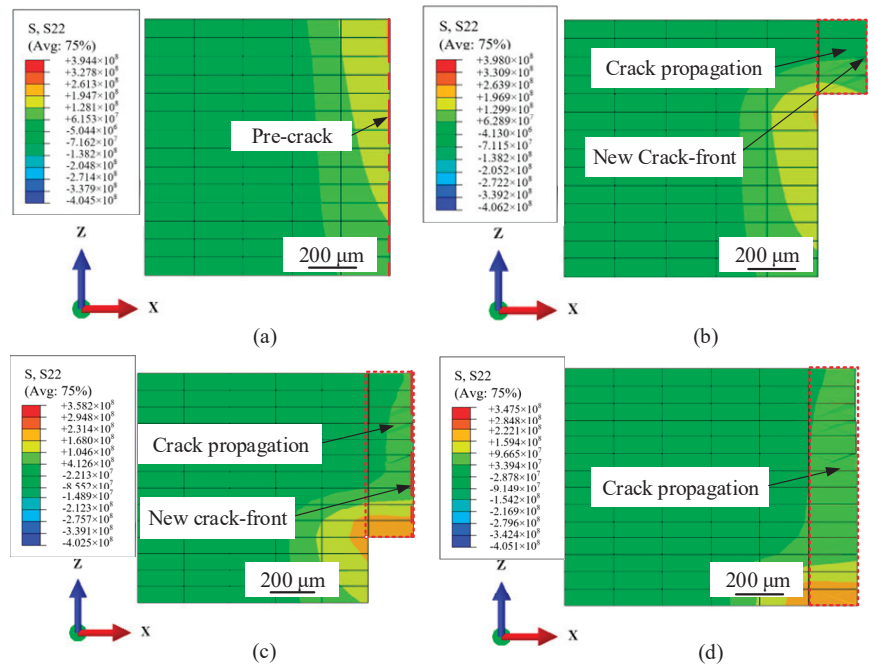 S, S22
(Avg: 75%)
+3.944×10⁸
+3.278×10⁸
+2.613×10⁸
+1.947×10⁸
+1.281×10⁸
+6.153×10⁷
-5.044×10⁶
-7.162×10⁷
-1.382×10⁸
-2.048×10⁸
-2.714×10⁸
-3.379×10⁸
-4.045×10⁸
Pre-crack
200 μm
Z
X
(a)
S, S22
(Avg: 75%)
+3.980×10⁸
+3.309×10⁸
+2.639×10⁸
+1.969×10⁸
+1.299×10⁸
+6.289×10⁷
-4.130×10⁶
-7.115×10⁷
-1.382×10⁸
-2.052×10⁸
-2.722×10⁸
-3.392×10⁸
-4.062×10⁸
Crack propagation
New Crack-front
200 μm
Z
X
(b)
S, S22
(Avg: 75%)
+3.582×10⁸
+2.948×10⁸
+2.314×10⁸
+1.680×10⁸
+1.046×10⁸
+4.126×10⁷
-2.213×10⁷
-8.552×10⁷
-1.489×10⁷
-2.123×10⁸
-2.757×10⁸
-3.391×10⁸
-4.025×10⁸
Crack propagation
New crack-front
200 μm
Z
X
(c)
S, S22
(Avg: 75%)
+3.475×10⁸
+2.848×10⁸
+2.221×10⁸
+1.594×10⁸
+9.665×10⁷
+3.394×10⁷
-2.878×10⁷
-9.149×10⁷
-1.542×10⁸
-2.169×10⁸
-2.796×10⁸
-3.424×10⁸
-4.051×10⁸
Crack propagation
200 μm
Z
X
(d)